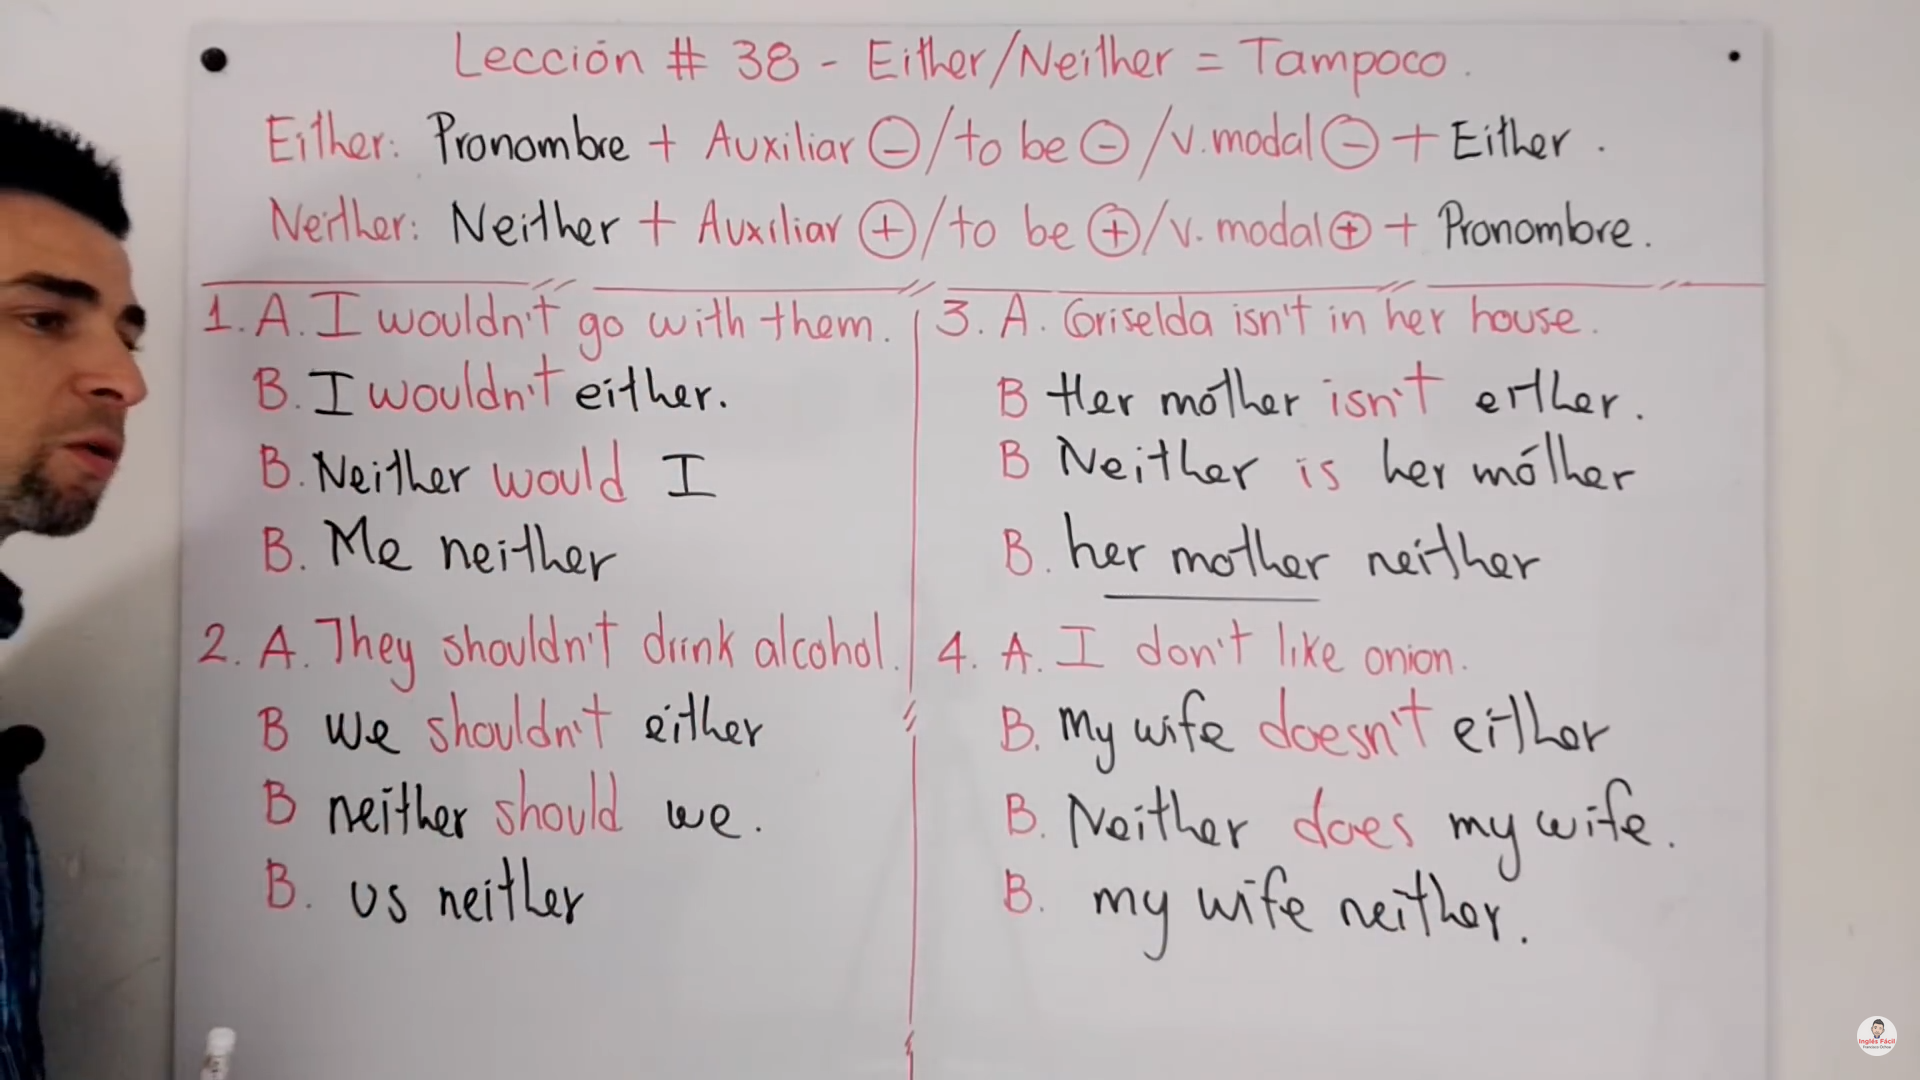 Lección # 38 - Either/Neither = Tampoco.
Either: Pronombre + Auxiliar ⊖/to be ⊖/v. modal ⊖ + Either.
Neither: Neither + Auxiliar ⊕/to be ⊕/v. modal ⊕ + Pronombre.
1. A. I wouldn't go with them.
B. I wouldn't either.
B. Neither would I
B. Me neither
2. A. They shouldn't drink alcohol.
B we shouldn't either
B neither should we.
B. us neither
3. A. Griselda isn't in her house.
B Her mother isn't either.
B Neither is her mother
B. her mother neither
4. A. I don't like onion.
B. My wife doesn't either
B. Neither does my wife.
B. my wife neither.
Inglés Fácil